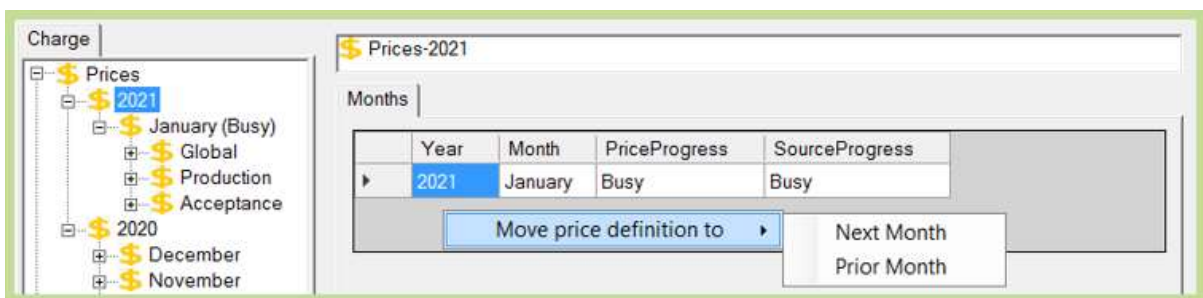 Charge
Prices
2021
January (Busy)
Global
Production
Acceptance
2020
December
November
Prices-2021
Months
Year Month PriceProgress SourceProgress
2021 January Busy Busy
Move price definition to
Next Month
Prior Month